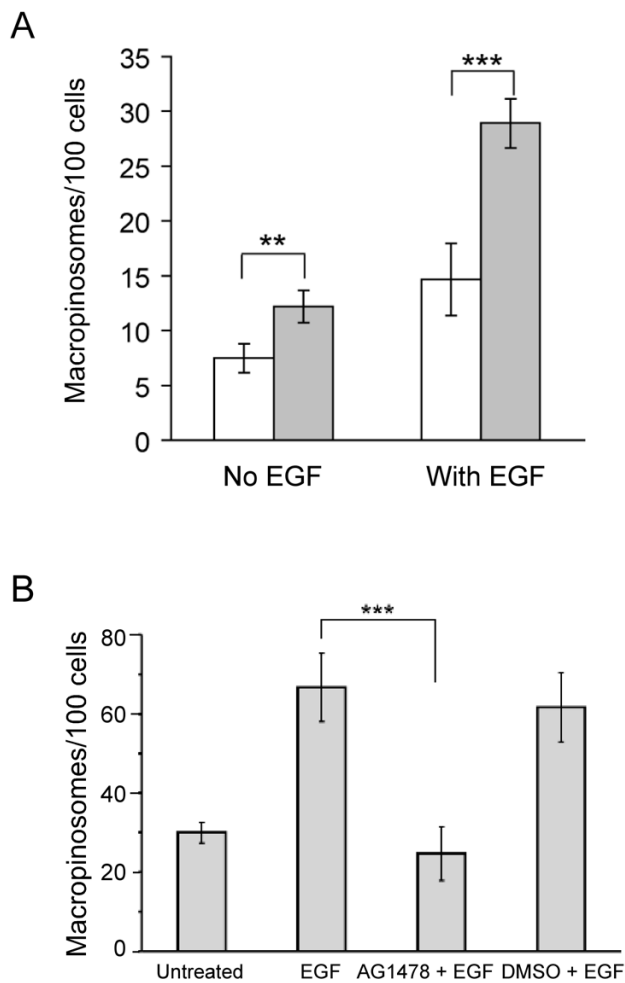 A
Macropinosomes/100 cells
35
30
25
20
15
10
5
0
**
***
No EGF
With EGF
B
Macropinosomes/100 cells
80
60
40
20
0
***
Untreated
EGF
AG1478 + EGF
DMSO + EGF